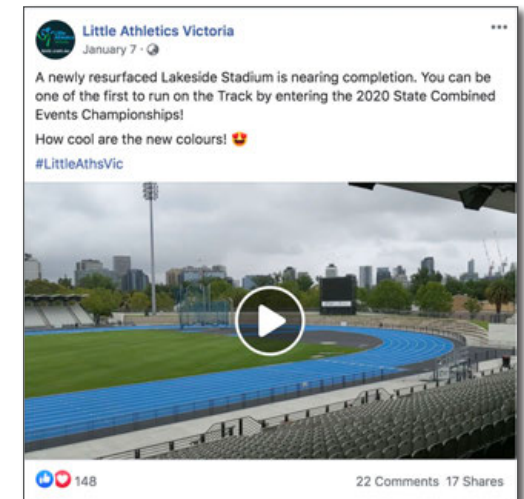 Little Athletics Victoria
January 7 ·
A newly resurfaced Lakeside Stadium is nearing completion. You can be
one of the first to run on the Track by entering the 2020 State Combined
Events Championships!
How cool are the new colours! 🤩
#LittleAthsVic
148
22 Comments 17 Shares